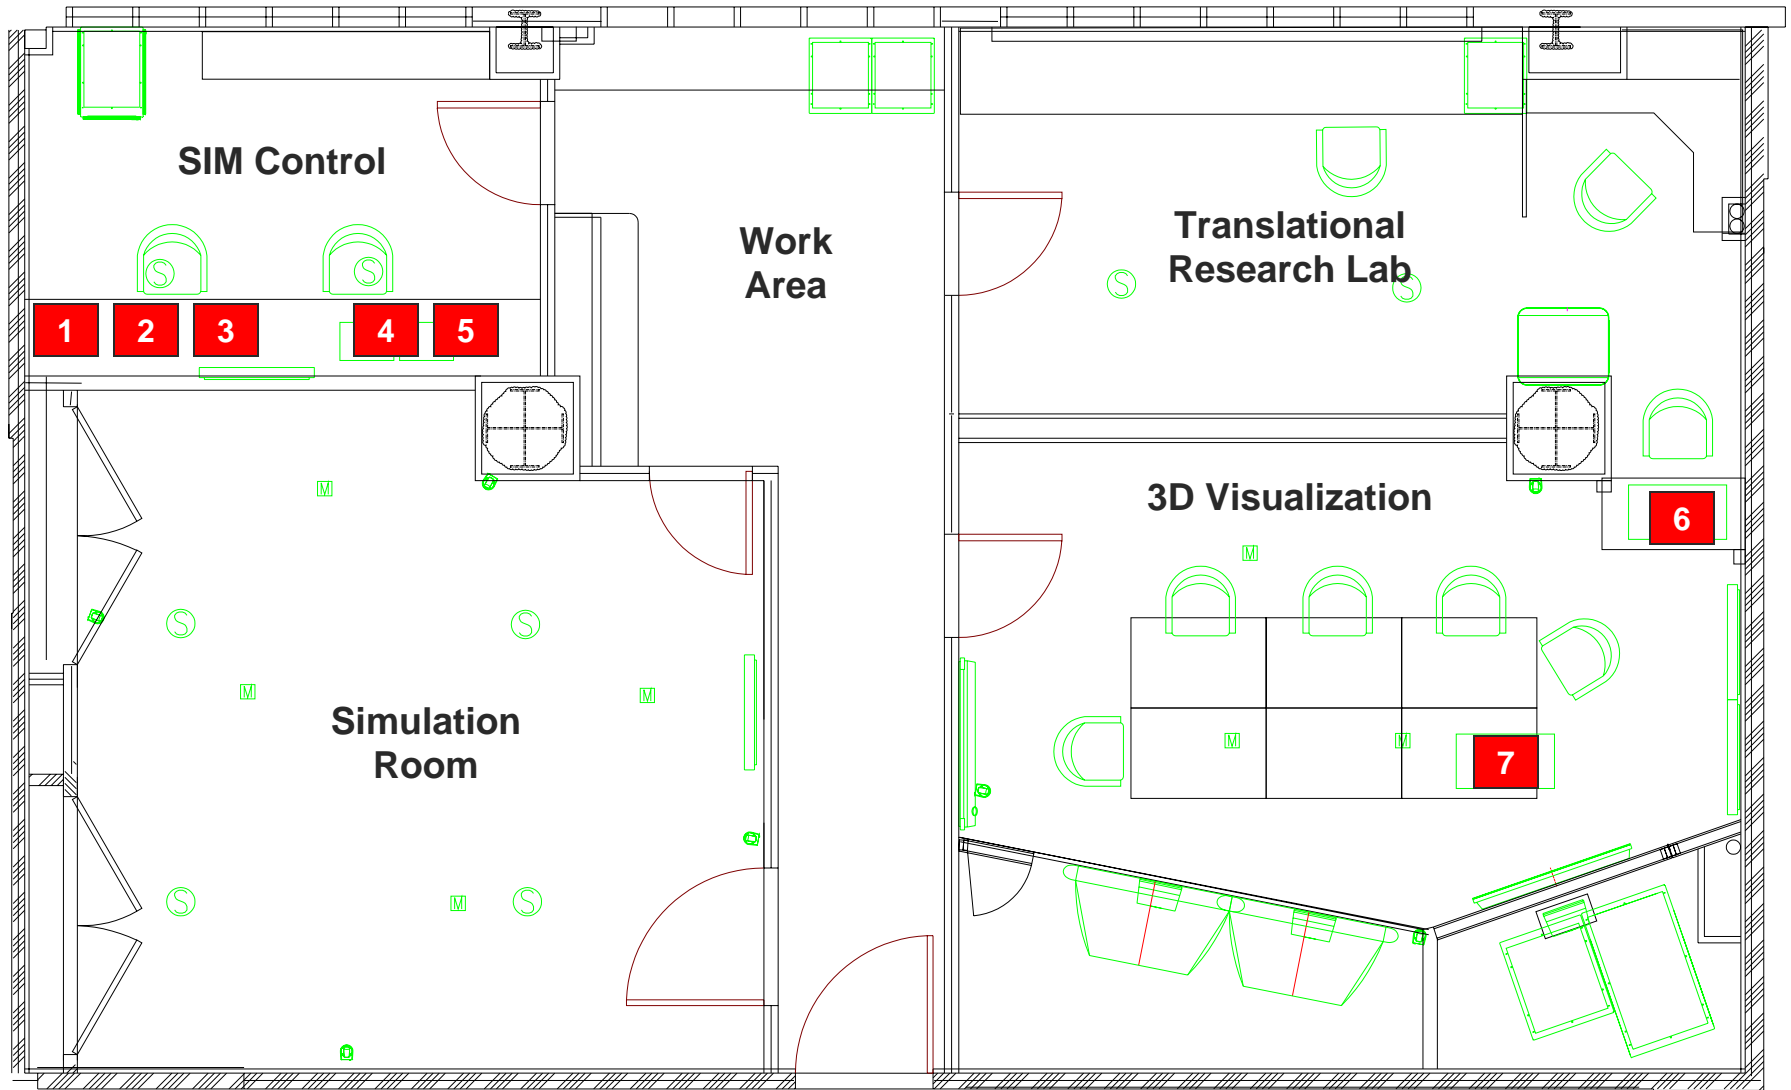 SIM Control
Work
Area
Translational
Research Lab
S
S
S
S
1
2
3
4
5
3D Visualization
6
M
M
S
S
M
M
Simulation
Room
M
M
7
S
M
S